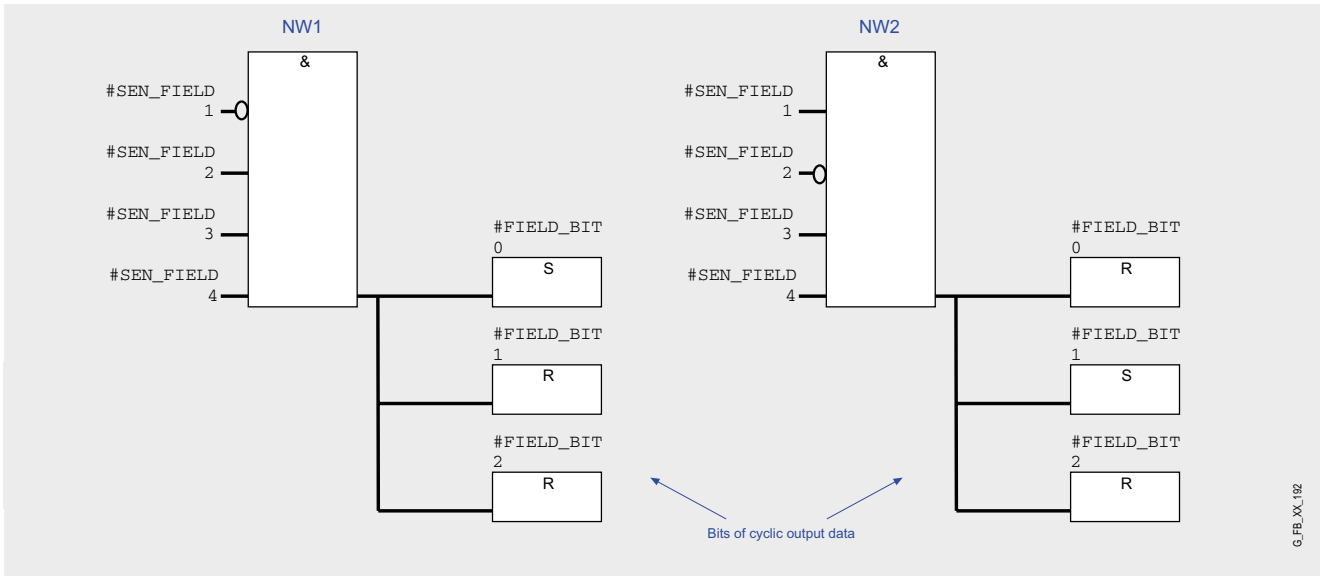 NW1
&
#SEN_FIELD
1
#SEN_FIELD
2
#SEN_FIELD
3
#SEN_FIELD
4
#FIELD_BIT
0
S
#FIELD_BIT
1
R
#FIELD_BIT
2
R
NW2
&
#SEN_FIELD
1
#SEN_FIELD
2
#SEN_FIELD
3
#SEN_FIELD
4
#FIELD_BIT
0
R
#FIELD_BIT
1
S
#FIELD_BIT
2
R
Bits of cyclic output data
G_FB_XX_192